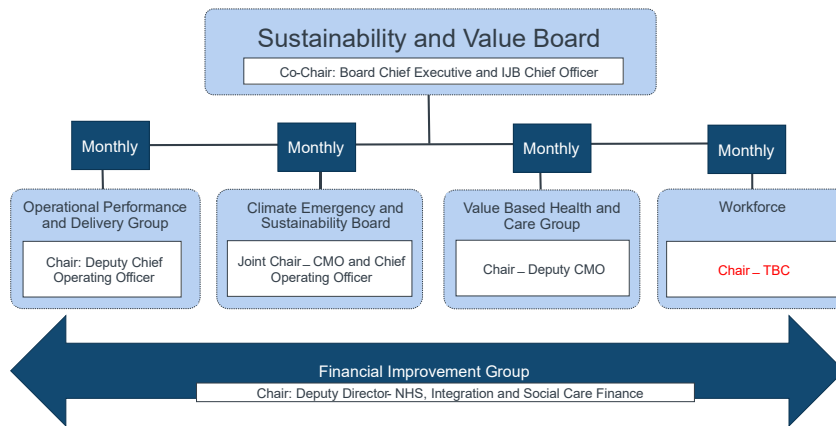 Sustainability and Value Board
Co-Chair: Board Chief Executive and IJB Chief Officer
Monthly
Monthly
Monthly
Monthly
Operational Performance
and Delivery Group
Chair: Deputy Chief
Operating Officer
Climate Emergency and
Sustainability Board
Joint Chair – CMO and Chief
Operating Officer
Value Based Health and
Care Group
Chair – Deputy CMO
Workforce
Chair – TBC
Financial Improvement Group
Chair: Deputy Director- NHS, Integration and Social Care Finance